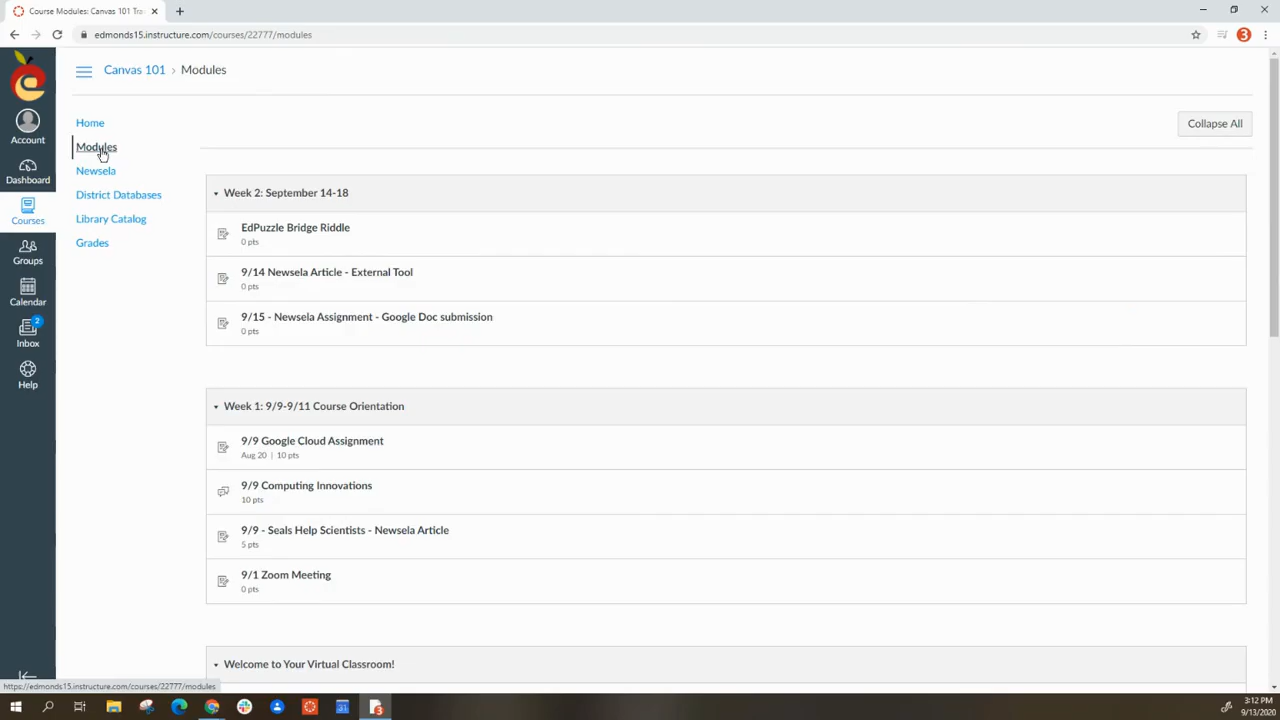 Course Modules: Canvas 101 Tra
edmonds15.instructure.com/courses/22777/modules
3
Canvas 101 › Modules
Account
Dashboard
Courses
Groups
Calendar
2
Inbox
Help
Home
Modules
Newsela
District Databases
Library Catalog
Grades
Collapse All
Week 2: September 14-18
EdPuzzle Bridge Riddle
0 pts
9/14 Newsela Article - External Tool
0 pts
9/15 - Newsela Assignment - Google Doc submission
0 pts
Week 1: 9/9-9/11 Course Orientation
9/9 Google Cloud Assignment
Aug 20 | 10 pts
9/9 Computing Innovations
10 pts
9/9 - Seals Help Scientists - Newsela Article
5 pts
9/1 Zoom Meeting
0 pts
Welcome to Your Virtual Classroom!
https://edmonds15.instructure.com/courses/22777/modules
3
3:12 PM
9/13/2020